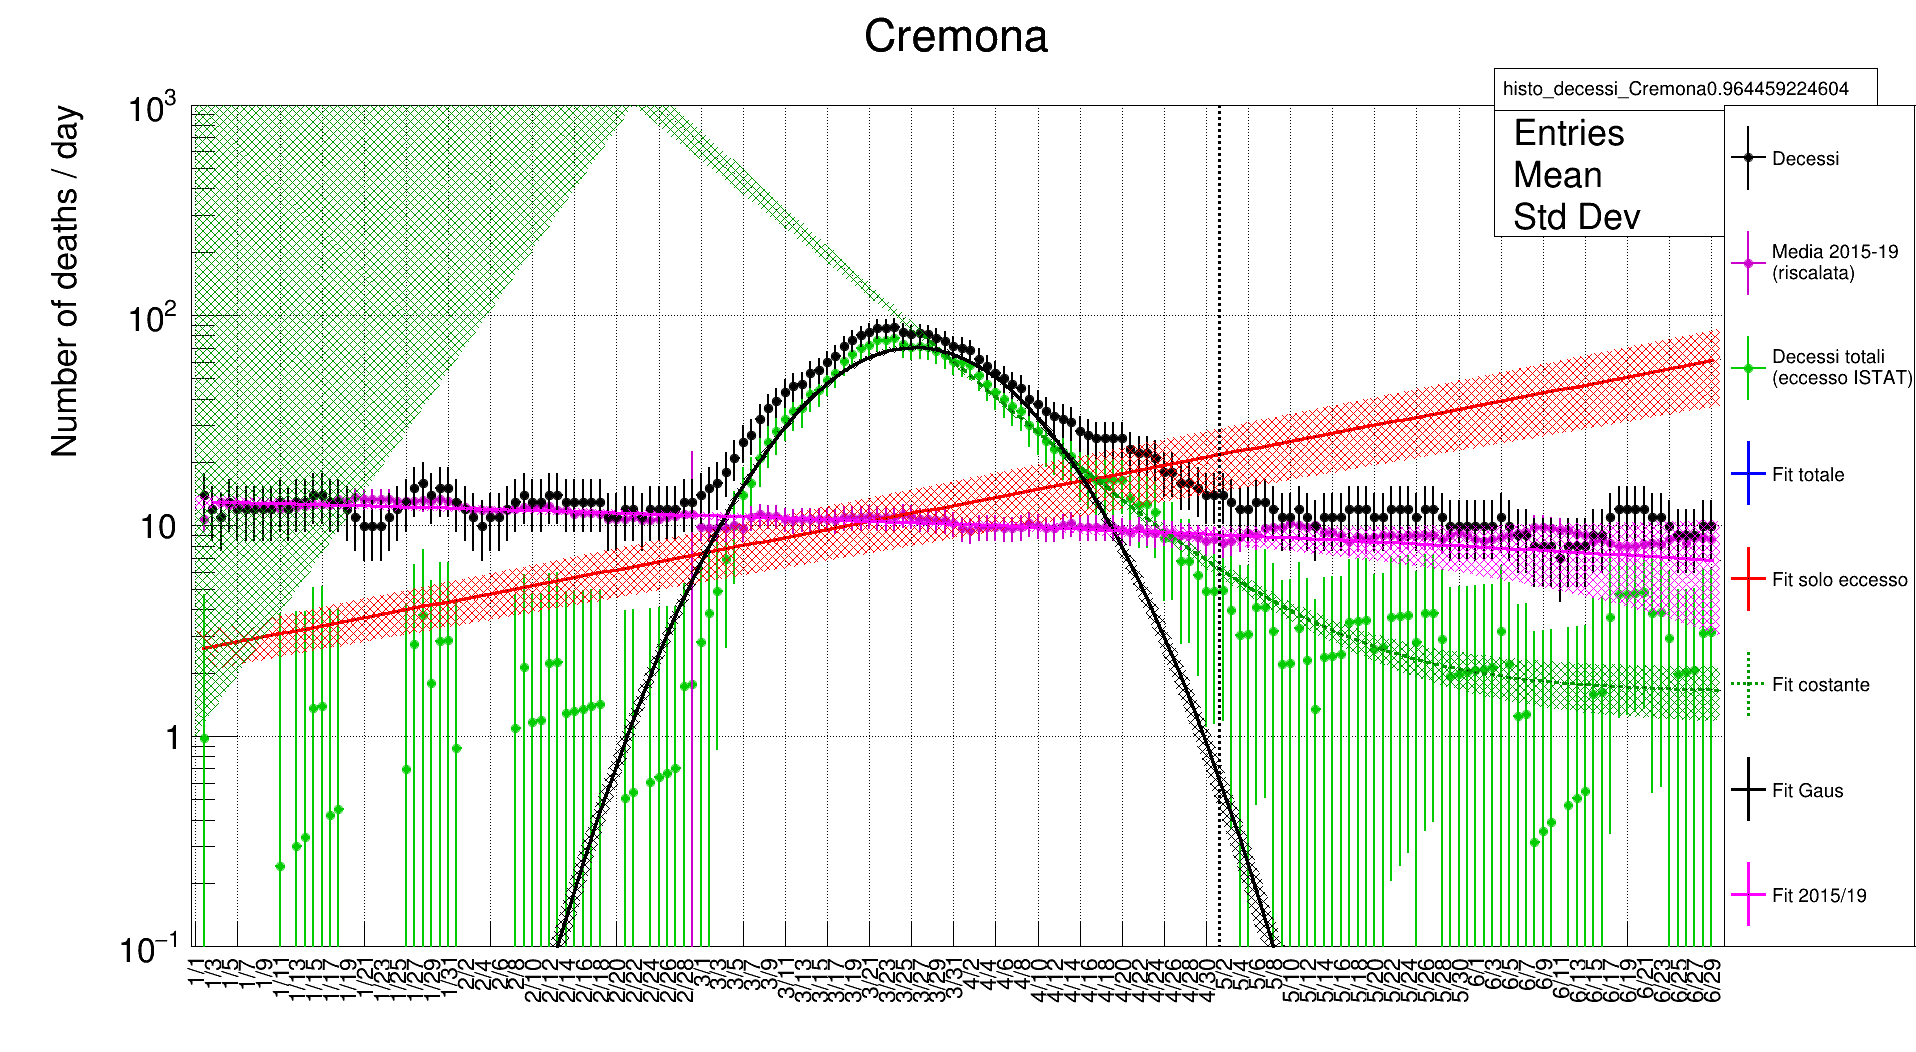 Cremona
histo_decessi_Cremona0.964459224604
Entries
Mean
Std Dev
Number of deaths / day
10³
10²
10
1
10⁻¹
Decessi
Media 2015-19
(riscalata)
Decessi totali
(eccesso ISTAT)
Fit totale
Fit solo eccesso
Fit costante
Fit Gaus
Fit 2015/19
1/1 1/3 1/5 1/7 1/9 1/11 1/13 1/15 1/17 1/19 1/21 1/23 1/25 1/27 1/29 1/31 2/2 2/4 2/6 2/8 2/10 2/12 2/14 2/16 2/18 2/20 2/22 2/24 2/26 2/28 3/1 3/3 3/5 3/7 3/9 3/11 3/13 3/15 3/17 3/19 3/21 3/23 3/25 3/27 3/29 3/31 4/2 4/4 4/6 4/8 4/10 4/12 4/14 4/16 4/18 4/20 4/22 4/24 4/26 4/28 4/30 5/2 5/4 5/6 5/8 5/10 5/12 5/14 5/16 5/18 5/20 5/22 5/24 5/26 5/28 5/30 6/1 6/3 6/5 6/7 6/9 6/11 6/13 6/15 6/17 6/19 6/21 6/23 6/25 6/27 6/29